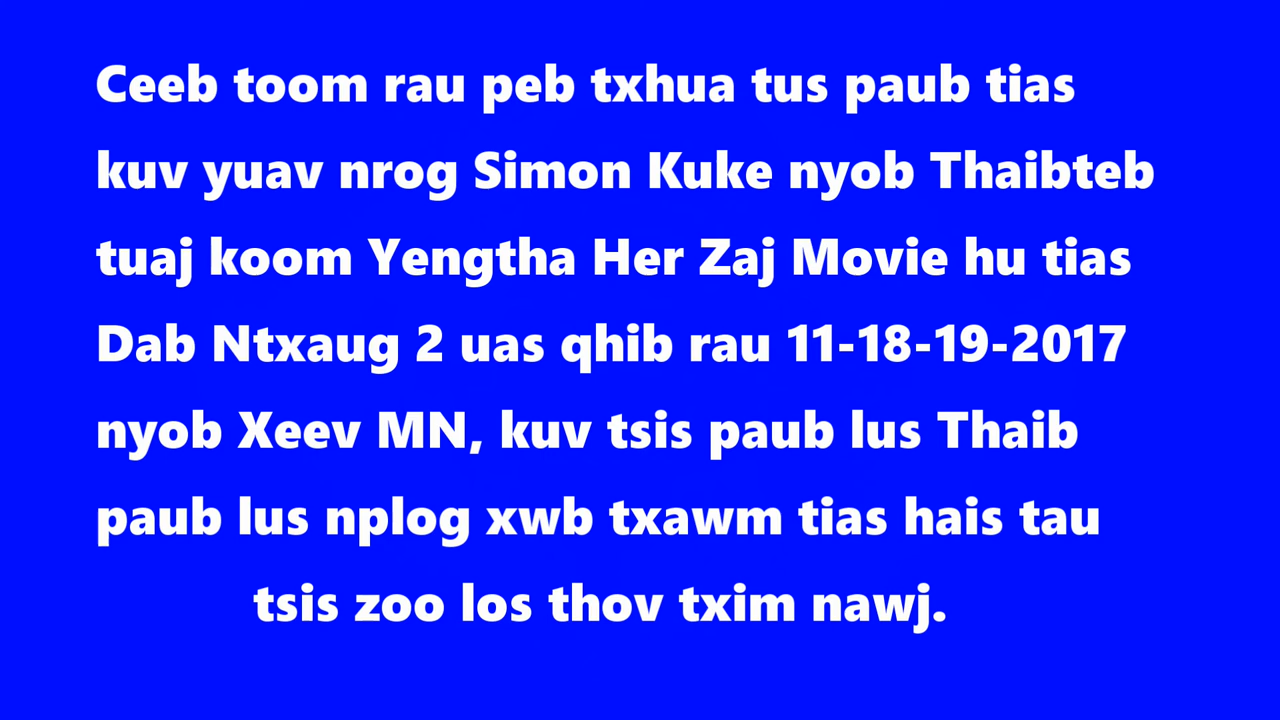 Ceeb toom rau peb txhua tus paub tias
kuv yuav nrog Simon Kuke nyob Thaibteb
tuaj koom Yengtha Her Zaj Movie hu tias
Dab Ntxaug 2 uas qhib rau 11-18-19-2017
nyob Xeev MN, kuv tsis paub lus Thaib
paub lus nplog xwb txawm tias hais tau
tsis zoo los thov txim nawj.